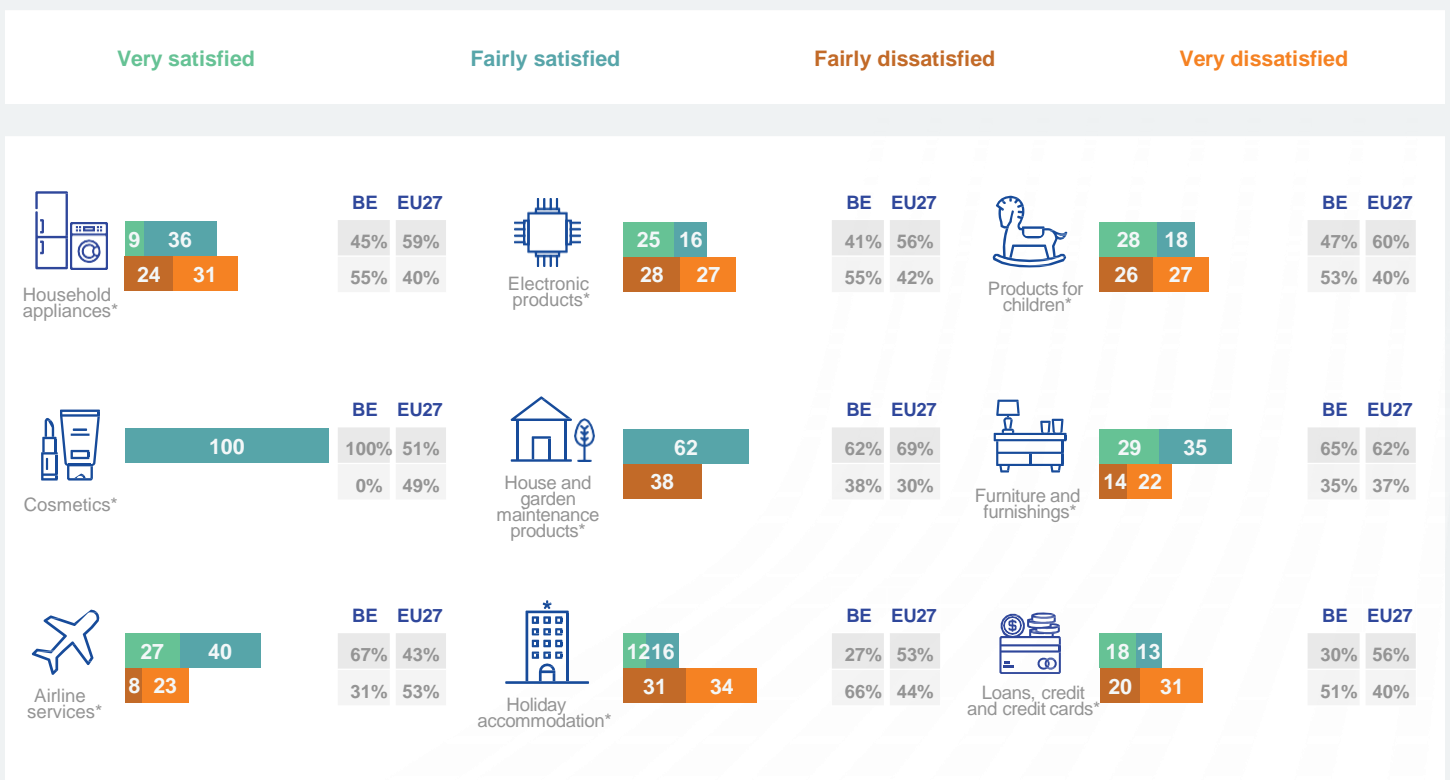 Very satisfied Fairly satisfied Fairly dissatisfied Very dissatisfied
BE EU27
9 36 45% 59%
24 31 55% 40%
Household
appliances*
BE EU27
25 16 41% 56%
28 27 55% 42%
Electronic
products*
BE EU27
28 18 47% 60%
26 27 53% 40%
Products for
children*
BE EU27
100 100% 51%
0% 49%
Cosmetics*
BE EU27
62 62% 69%
38 38% 30%
House and
garden
maintenance
products*
BE EU27
29 35 65% 62%
14 22 35% 37%
Furniture and
furnishings*
BE EU27
27 40 67% 43%
8 23 31% 53%
Airline
services*
*
BE EU27
12 16 27% 53%
31 34 66% 44%
Holiday
accommodation*
$
BE EU27
18 13 30% 56%
20 31 51% 40%
Loans, credit
and credit cards*